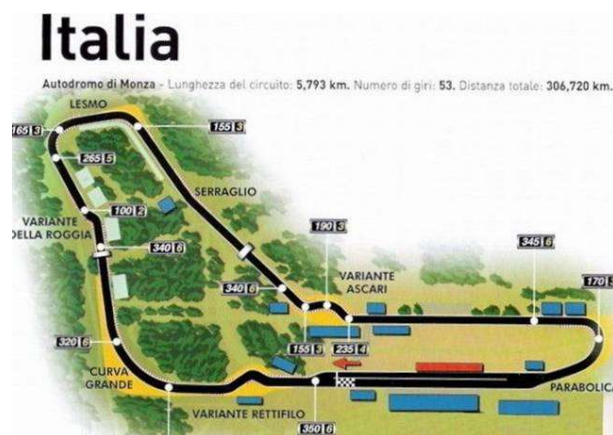 Italia
Autodromo di Monza - Lunghezza del circuito: 5,793 km. Numero di giri: 53. Distanza totale: 306,720 km.
LESMO
165 3
155 3
265 5
SERRAGLIO
100 2
VARIANTE
DELLA ROGGIA
190 3
340 6
345 6
VARIANTE
ASCARI
340 6
170 3
320 6
155 3
235 4
CURVA
GRANDE
PARABOLICA
VARIANTE RETTIFILO
350 6